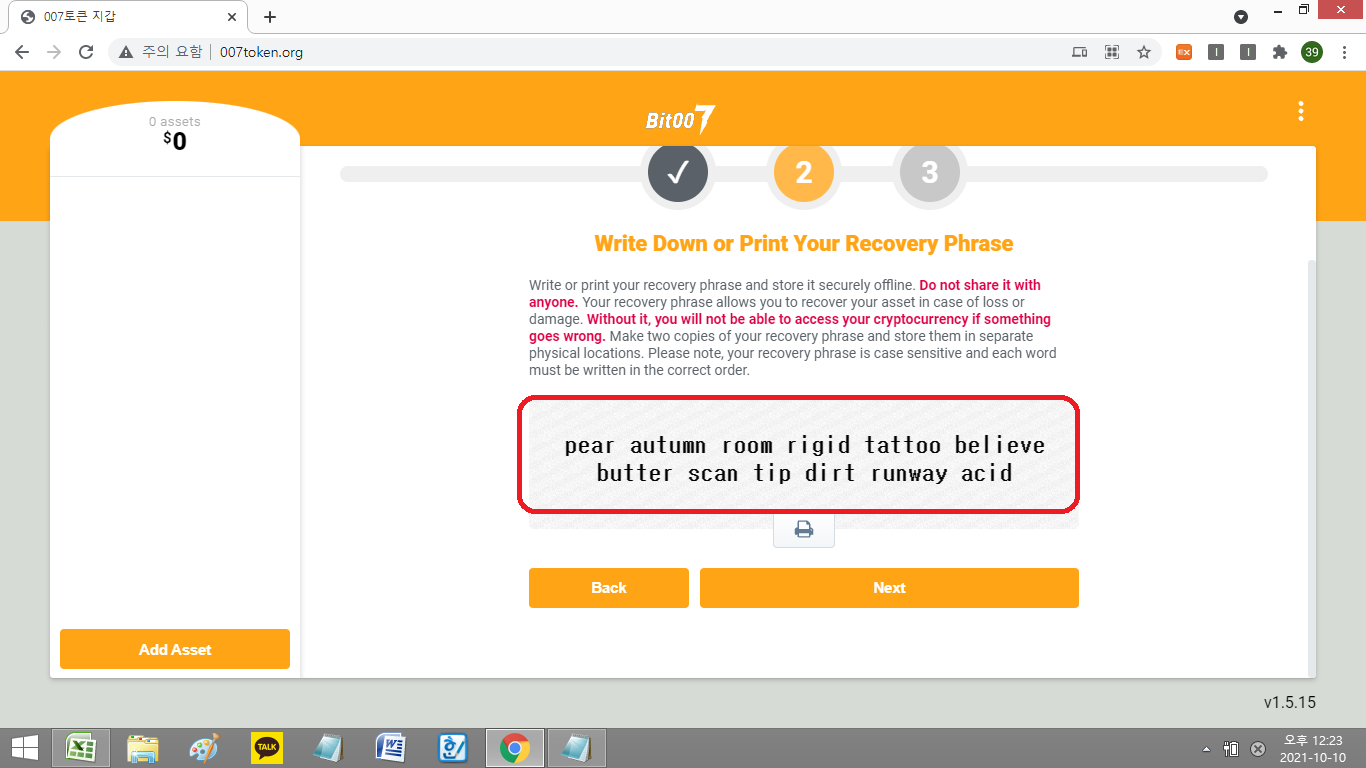 007토큰 지갑
주의 요함 007token.org
39
0 assets
$0
Bit007
✓ 2 3
Write Down or Print Your Recovery Phrase
Write or print your recovery phrase and store it securely offline. Do not share it with
anyone. Your recovery phrase allows you to recover your asset in case of loss or
damage. Without it, you will not be able to access your cryptocurrency if something
goes wrong. Make two copies of your recovery phrase and store them in separate
physical locations. Please note, your recovery phrase is case sensitive and each word
must be written in the correct order.
pear autumn room rigid tattoo believe
butter scan tip dirt runway acid
Back Next
Add Asset
v1.5.15
TALK
오후 12:23
2021-10-10